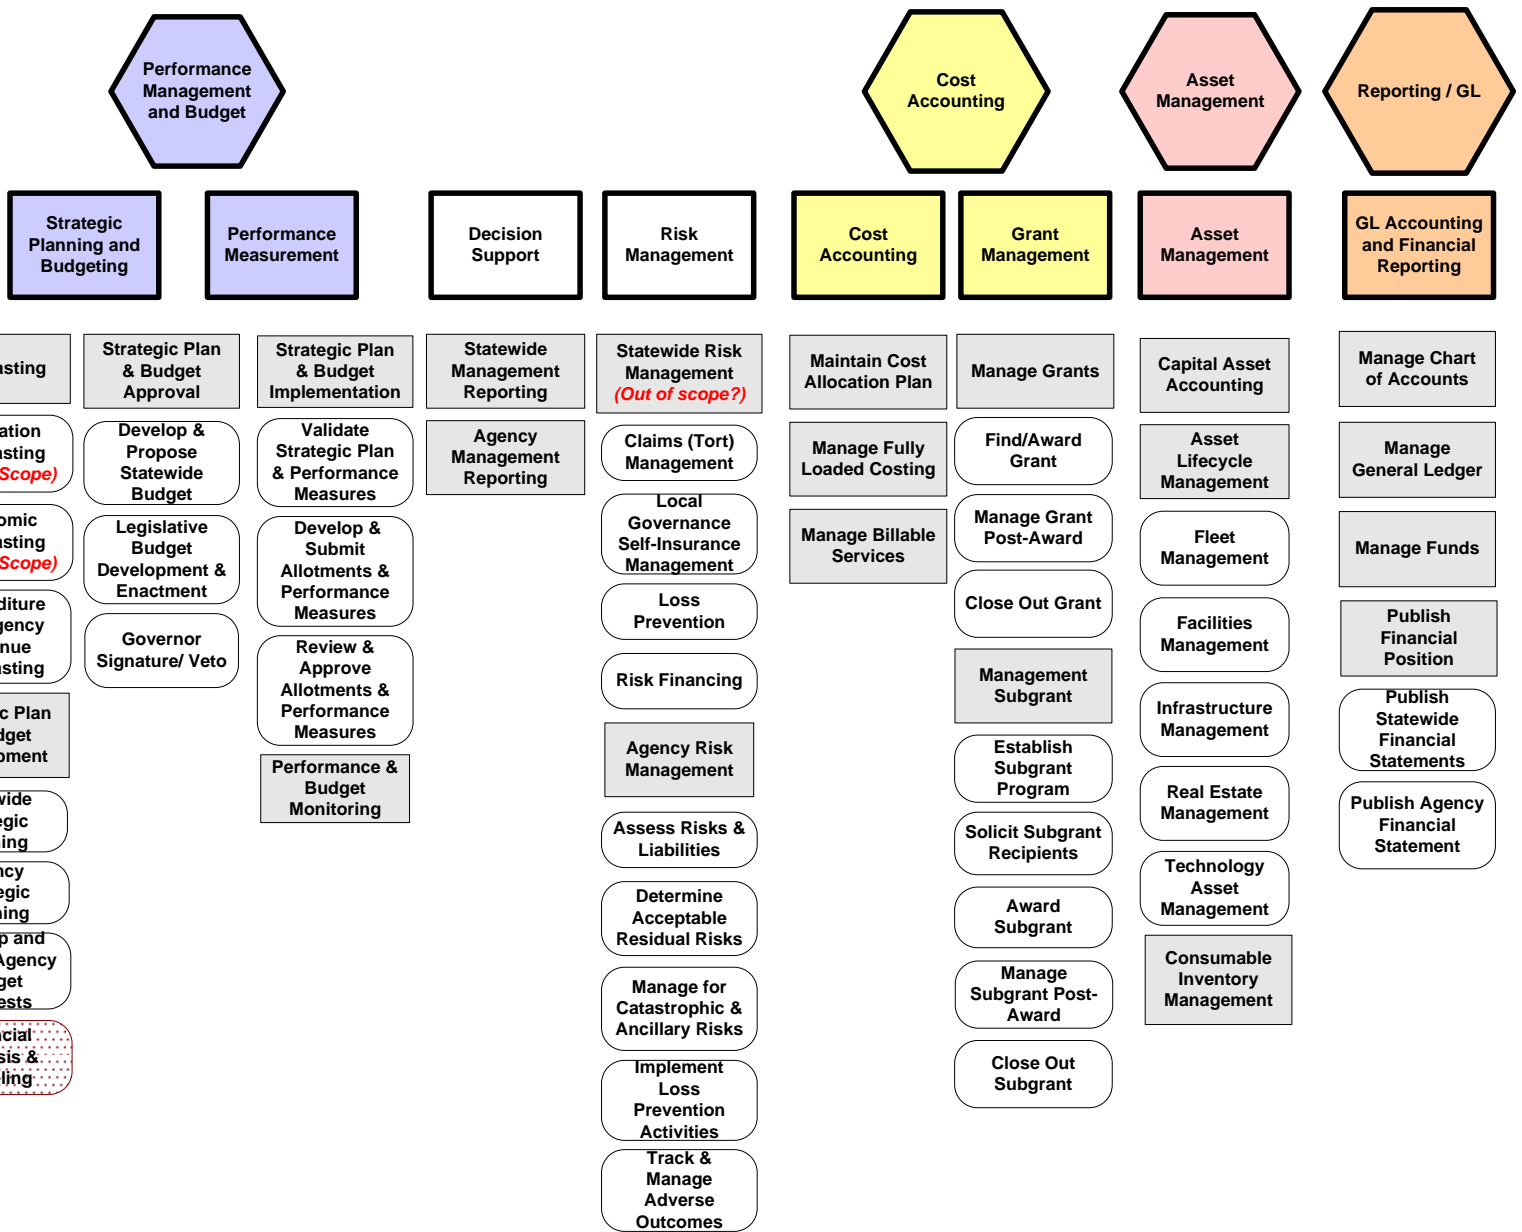 Performance
Management
and Budget
Cost
Accounting
Asset
Management
Reporting / GL
Strategic
Planning and
Budgeting
Performance
Measurement
Decision
Support
Risk
Management
Cost
Accounting
Grant
Management
Asset
Management
GL Accounting
and Financial
Reporting
Scope)
Scope)
Plan
and
Agency
&
Strategic Plan
& Budget
Approval
Develop &
Propose
Statewide
Budget
Legislative
Budget
Development &
Enactment
Governor
Signature/ Veto
Strategic Plan
& Budget
Implementation
Validate
Strategic Plan
& Performance
Measures
Develop &
Submit
Allotments &
Performance
Measures
Review &
Approve
Allotments &
Performance
Measures
Performance &
Budget
Monitoring
Statewide
Management
Reporting
Agency
Management
Reporting
Statewide Risk
Management
(Out of scope?)
Claims (Tort)
Management
Local
Governance
Self-Insurance
Management
Loss
Prevention
Risk Financing
Agency Risk
Management
Assess Risks &
Liabilities
Determine
Acceptable
Residual Risks
Manage for
Catastrophic &
Ancillary Risks
Implement
Loss
Prevention
Activities
Track &
Manage
Adverse
Outcomes
Maintain Cost
Allocation Plan
Manage Fully
Loaded Costing
Manage Billable
Services
Manage Grants
Find/Award
Grant
Manage Grant
Post-Award
Close Out Grant
Management
Subgrant
Establish
Subgrant
Program
Solicit Subgrant
Recipients
Award
Subgrant
Manage
Subgrant Post-
Award
Close Out
Subgrant
Capital Asset
Accounting
Asset
Lifecycle
Management
Fleet
Management
Facilities
Management
Infrastructure
Management
Real Estate
Management
Technology
Asset
Management
Consumable
Inventory
Management
Manage Chart
of Accounts
Manage
General Ledger
Manage Funds
Publish
Financial
Position
Publish
Statewide
Financial
Statements
Publish Agency
Financial
Statement